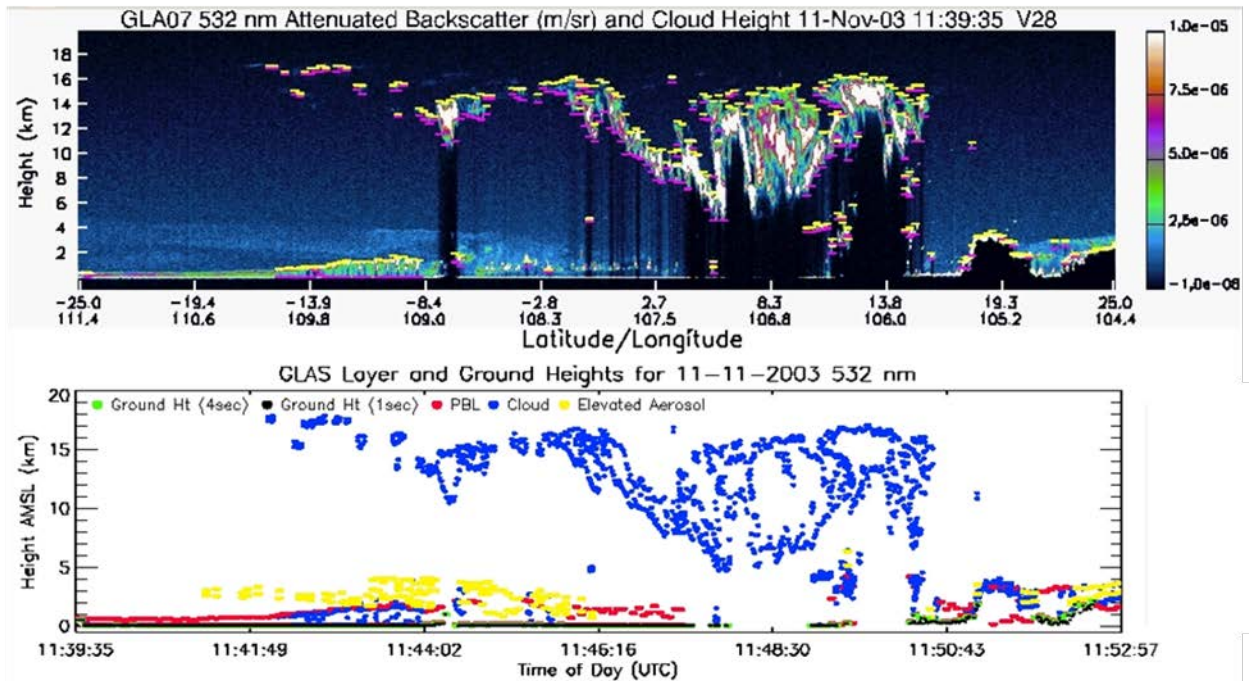 GLA07 532 nm Attenuated Backscatter (m/sr) and Cloud Height 11-Nov-03 11:39:35 V28
Height (km)
18
16
14
12
10
8
6
4
2
-25.0 -19.4 -13.9 -8.4 -2.8 2.7 8.3 13.8 19.3 25.0
111.4 110.6 109.8 109.0 108.3 107.5 106.8 106.0 105.2 104.4
Latitude/Longitude
1.0e-05
7.5e-06
5.0e-06
2.5e-06
-1.0e-08
GLAS Layer and Ground Heights for 11-11-2003 532 nm
Ground Ht (4sec) Ground Ht (1sec) PBL Cloud Elevated Aerosol
Height AMSL (km)
20
15
10
5
0
11:39:35 11:41:49 11:44:02 11:46:16 11:48:30 11:50:43 11:52:57
Time of Day (UTC)